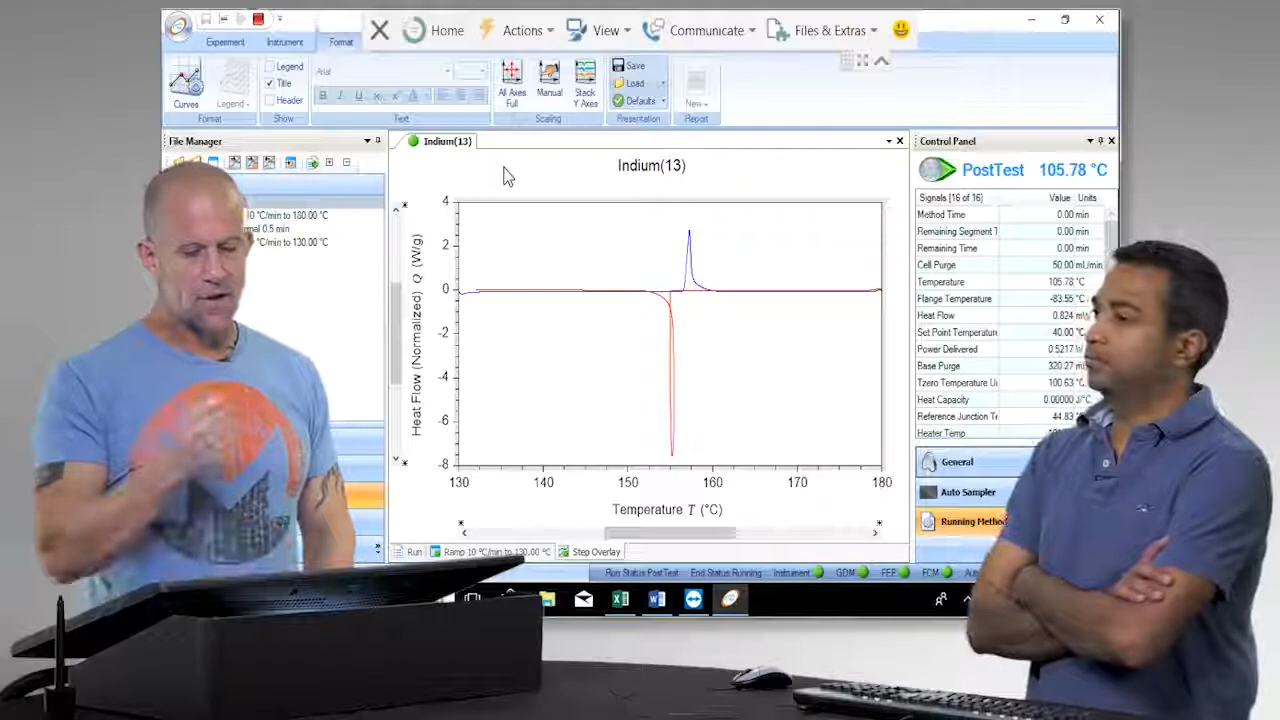 Home
Actions
View
Communicate
Files & Extras
Experiment
Instrument
Format
Legend
Title
Header
Arial
B I U
Save
Load
Defaults
Curves
Legend
All Axes Full
Manual
Stack Y Axes
New
Format
Show
Text
Scaling
Presentation
Report
File Manager
Indium(13)
Control Panel
Indium(13)
PostTest 105.78 °C
Signals [16 of 16] Value Units
Method Time 0.00 min
Remaining Segment T 0.00 min
Remaining Time 0.00 min
Cell Purge 50.00 mL/min
Temperature 105.78 °C
Flange Temperature -83.56 °C
Heat Flow 0.824
Set Point Temperature 40.00 °C
Power Delivered 0.5217
Base Purge 320.27
Tzero Temperature 100.63 °C
Heat Capacity 0.00000
Reference Junction 44.83
Heater Temp
0 °C/min to 180.00 °C
mal 0.5 min
°C/min to 130.00 °C
Heat Flow (Normalized) Q (W/g)
4
2
0
-2
-4
-6
-8
130 140 150 160 170 180
Temperature T (°C)
General
Auto Sampler
Running Metho
Run
Ramp 10 °C/min to 130.00 °C
Step Overlay
Run Status PostTest End Status Running Instrument GDM FEP FCM